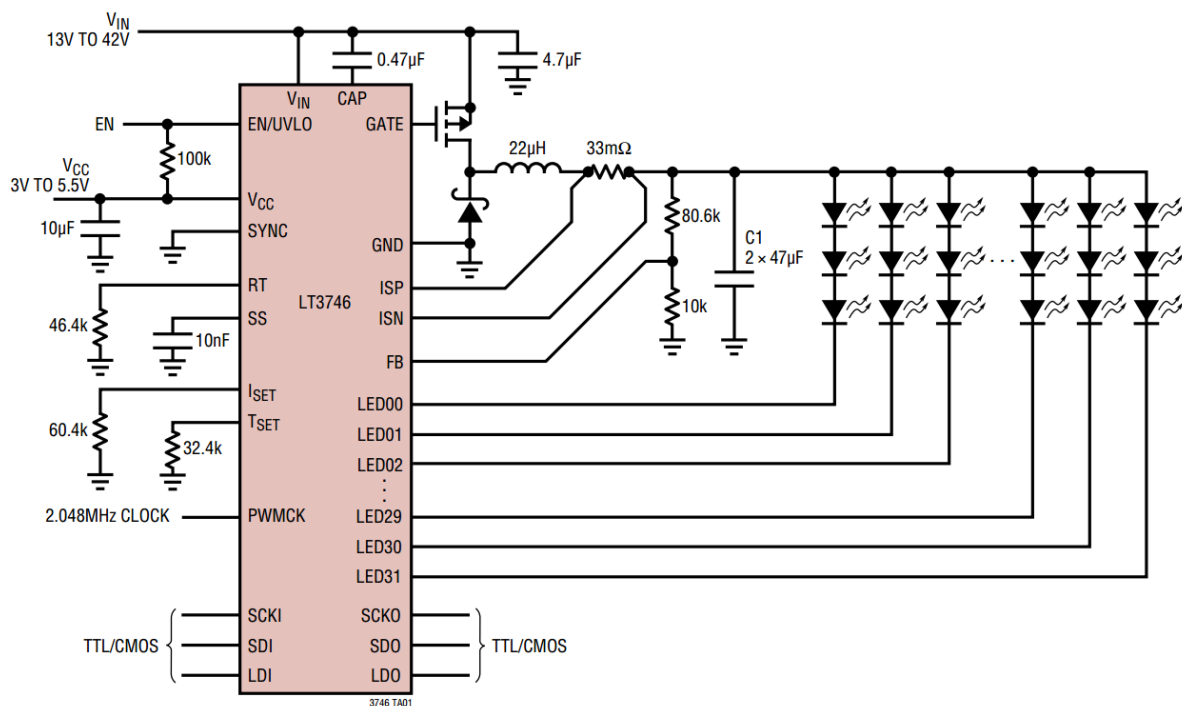 VIN
13V TO 42V
0.47µF
4.7µF
VIN
CAP
EN
EN/UVLO
GATE
100k
22µH
33mΩ
VCC
3V TO 5.5V
VCC
10µF
SYNC
GND
80.6k
C1
2 × 47µF
RT
LT3746
ISP
46.4k
SS
10nF
ISN
10k
FB
ISET
LED00
TSET
60.4k
32.4k
LED01
LED02
2.048MHz CLOCK
PWMCK
LED29
LED30
LED31
SCKI
SCKO
TTL/CMOS
SDI
SDO
TTL/CMOS
LDI
LDO
3746 TA01